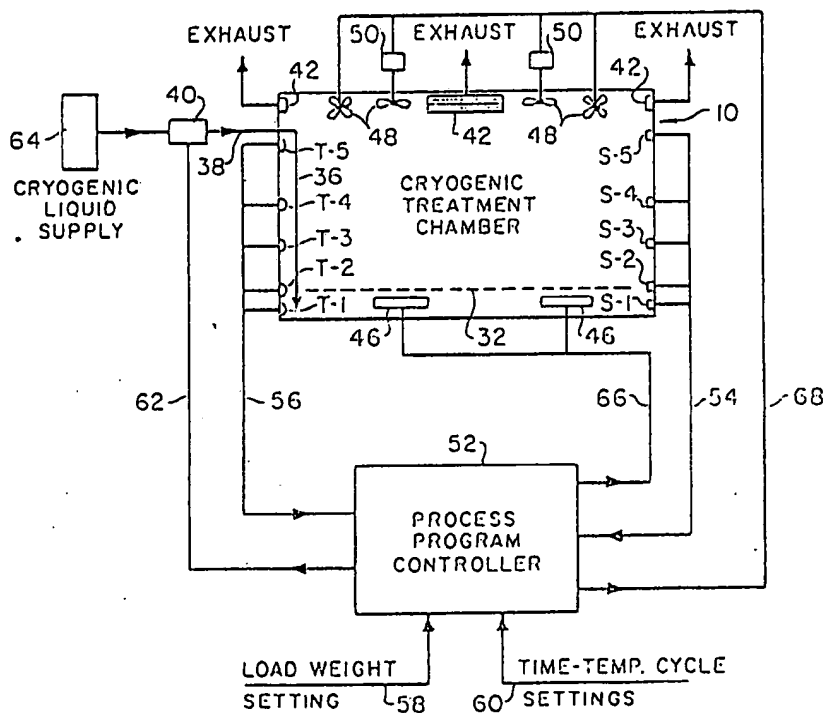 EXHAUST
50
EXHAUST
50
EXHAUST
42
40
42
10
64
48
42
48
38
T-5
S-5
CRYOGENIC
LIQUID
SUPPLY
36
T-4
CRYOGENIC
TREATMENT
CHAMBER
S-4
T-3
S-3
T-2
S-2
T-1
S-1
46
32
46
62
56
66
54
68
52
PROCESS
PROGRAM
CONTROLLER
LOAD WEIGHT
SETTING
58
TIME-TEMP. CYCLE
60
SETTINGS